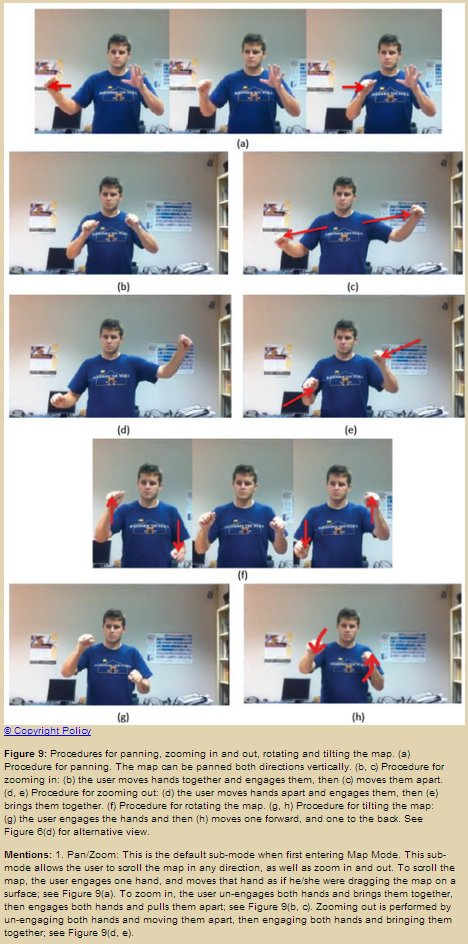 (a)
(b)
(c)
(d)
(e)
(f)
(g)
(h)
© Copyright Policy
Figure 9: Procedures for panning, zooming in and out, rotating and tilting the map. (a)
Procedure for panning. The map can be panned both directions vertically. (b, c) Procedure for
zooming in: (b) the user moves hands together and engages them, then (c) moves them apart.
(d, e) Procedure for zooming out: (d) the user moves hands apart and engages them, then (e)
brings them together. (f) Procedure for rotating the map. (g, h) Procedure for tilting the map:
(g) the user engages the hands and then (h) moves one forward, and one to the back. See
Figure 6(d) for alternative view.
Mentions: 1. Pan/Zoom: This is the default sub-mode when first entering Map Mode. This sub-
mode allows the user to scroll the map in any direction, as well as zoom in and out. To scroll the
map, the user engages one hand, and moves that hand as if he/she were dragging the map on a
surface; see Figure 9(a). To zoom in, the user un-engages both hands and brings them together,
then engages both hands and pulls them apart; see Figure 9(b, c). Zooming out is performed by
un-engaging both hands and moving them apart, then engaging both hands and bringing them
together; see Figure 9(d, e).